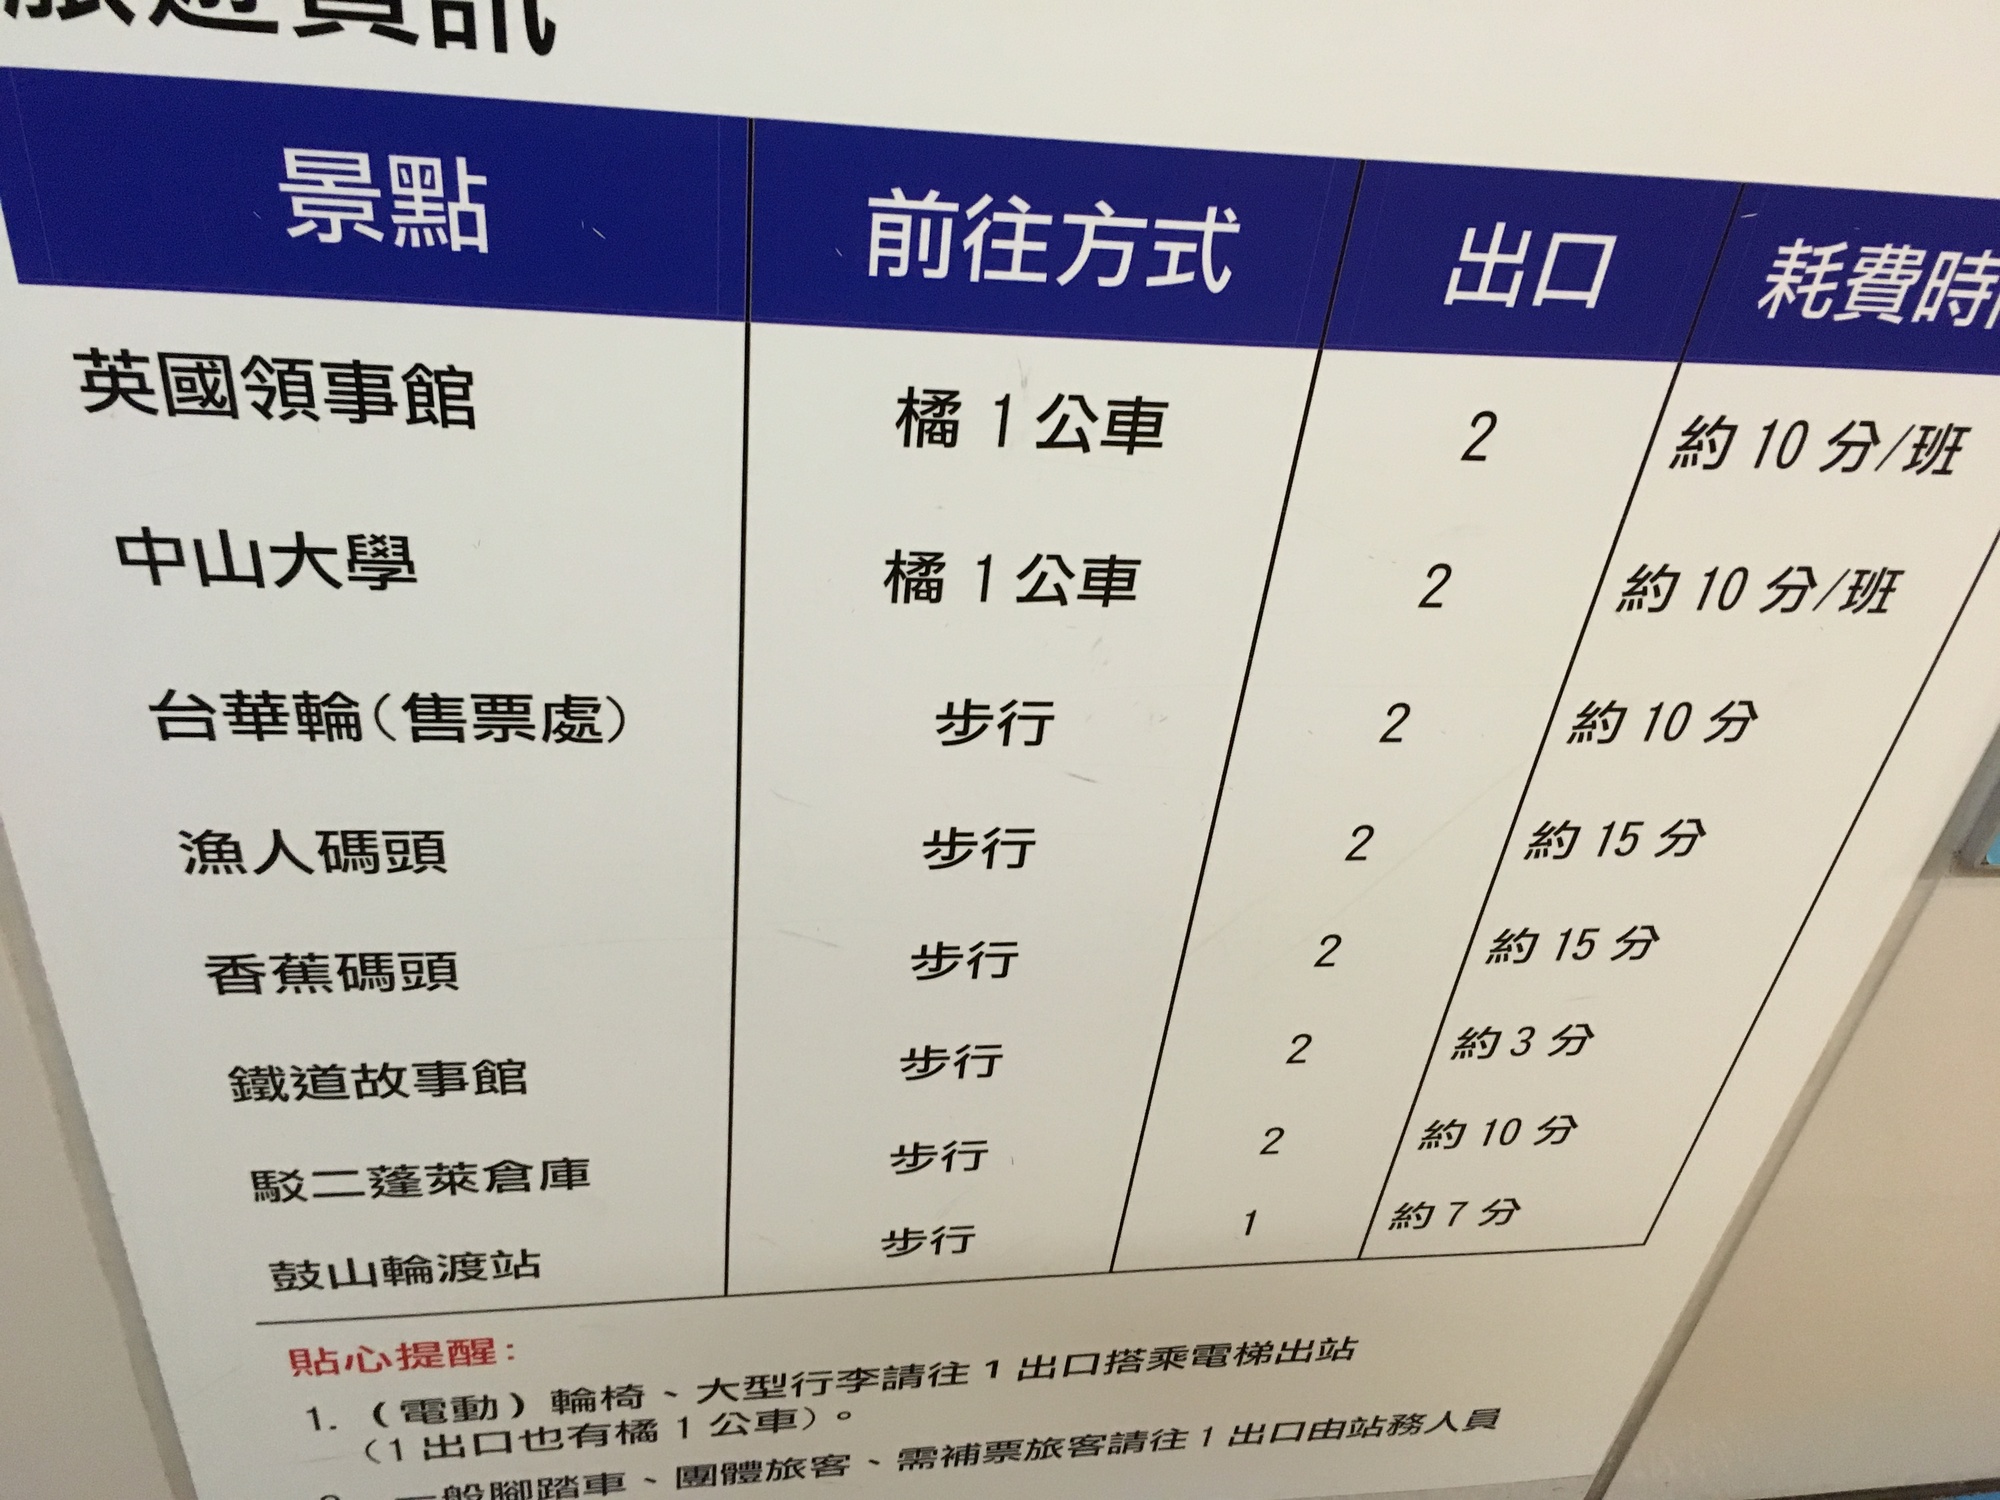 旅遊資訊
景點 前往方式 出口 耗費時
英國領事館 橘 1 公車 2 約 10 分/班
中山大學 橘 1 公車 2 約 10 分/班
台華輪(售票處) 步行 2 約 10 分
漁人碼頭 步行 2 約 15 分
香蕉碼頭 步行 2 約 15 分
鐵道故事館 步行 2 約 3 分
駁二蓬萊倉庫 步行 2 約 10 分
鼓山輪渡站 步行 1 約 7 分
貼心提醒:
1. (電動) 輪椅、大型行李請往 1 出口搭乘電梯出站
(1 出口也有橘 1 公車)。
一般腳踏車、團體旅客、需補票旅客請往 1 出口由站務人員